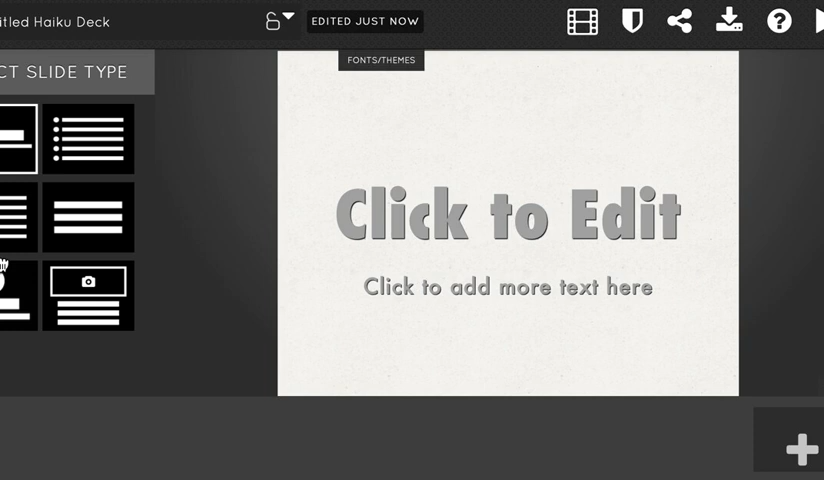 itled Haiku Deck
EDITED JUST NOW
CT SLIDE TYPE
FONTS/THEMES
Click to Edit
Click to add more text here